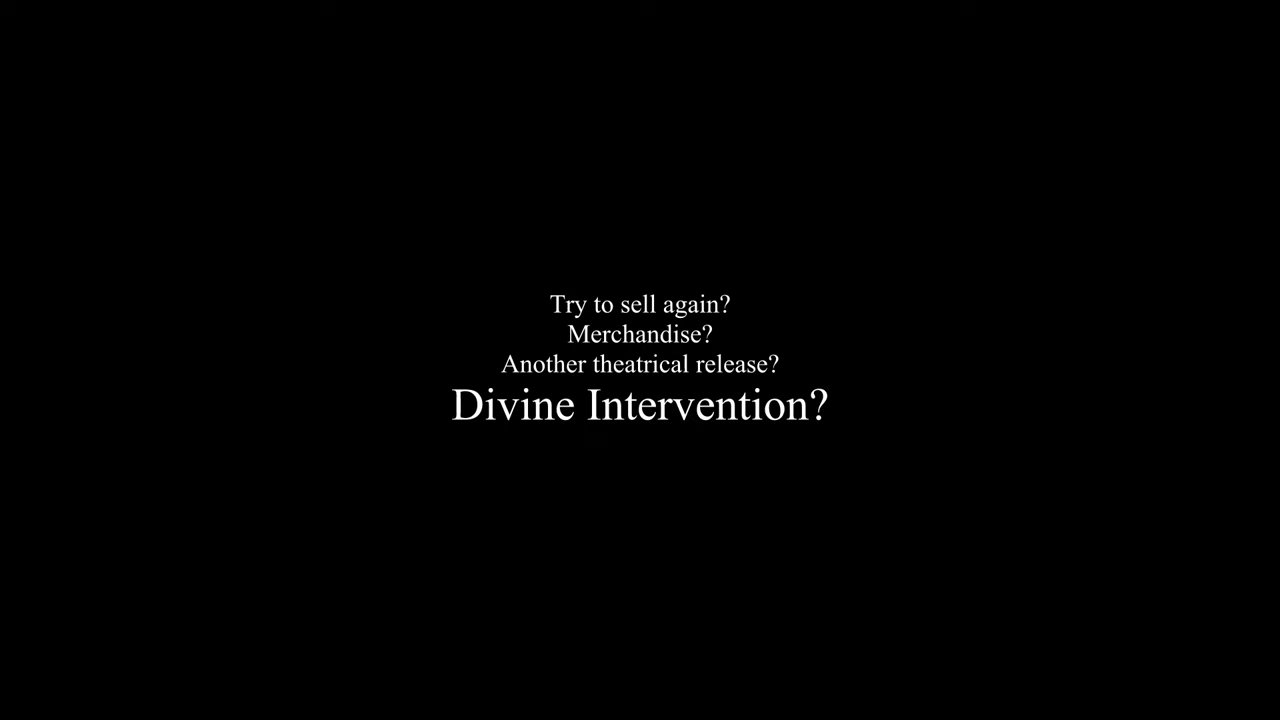 Try to sell again?
Merchandise?
Another theatrical release?
Divine Intervention?